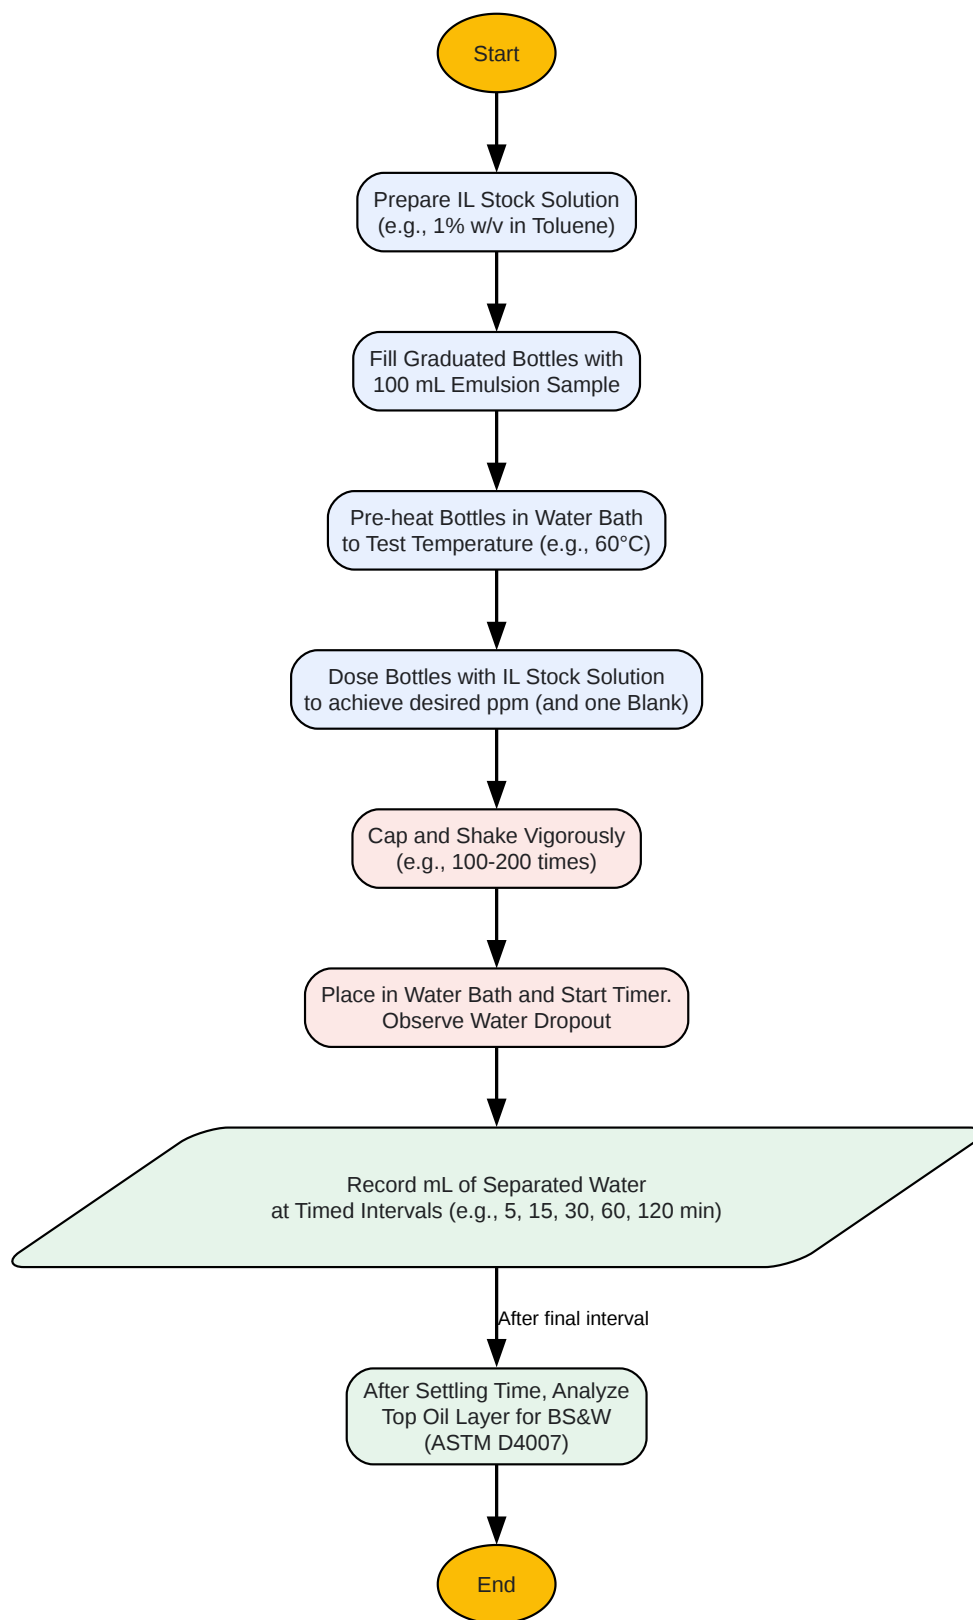 Start
Prepare IL Stock Solution
(e.g., 1% w/v in Toluene)
Fill Graduated Bottles with
100 mL Emulsion Sample
Pre-heat Bottles in Water Bath
to Test Temperature (e.g., 60°C)
Dose Bottles with IL Stock Solution
to achieve desired ppm (and one Blank)
Cap and Shake Vigorously
(e.g., 100-200 times)
Place in Water Bath and Start Timer.
Observe Water Dropout
Record mL of Separated Water
at Timed Intervals (e.g., 5, 15, 30, 60, 120 min)
After final interval
After Settling Time, Analyze
Top Oil Layer for BS&W
(ASTM D4007)
End